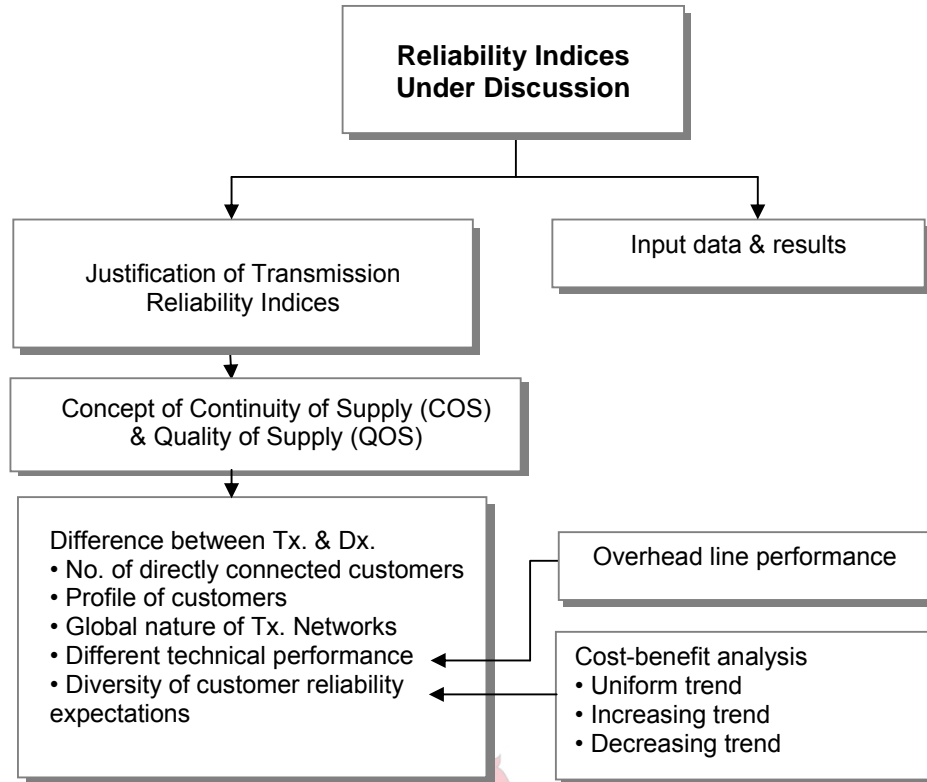 Reliability Indices
Under Discussion
Justification of Transmission
Reliability Indices
Input data & results
Concept of Continuity of Supply (COS)
& Quality of Supply (QOS)
Difference between Tx. & Dx.
• No. of directly connected customers
• Profile of customers
• Global nature of Tx. Networks
• Different technical performance
• Diversity of customer reliability
expectations
Overhead line performance
Cost-benefit analysis
• Uniform trend
• Increasing trend
• Decreasing trend